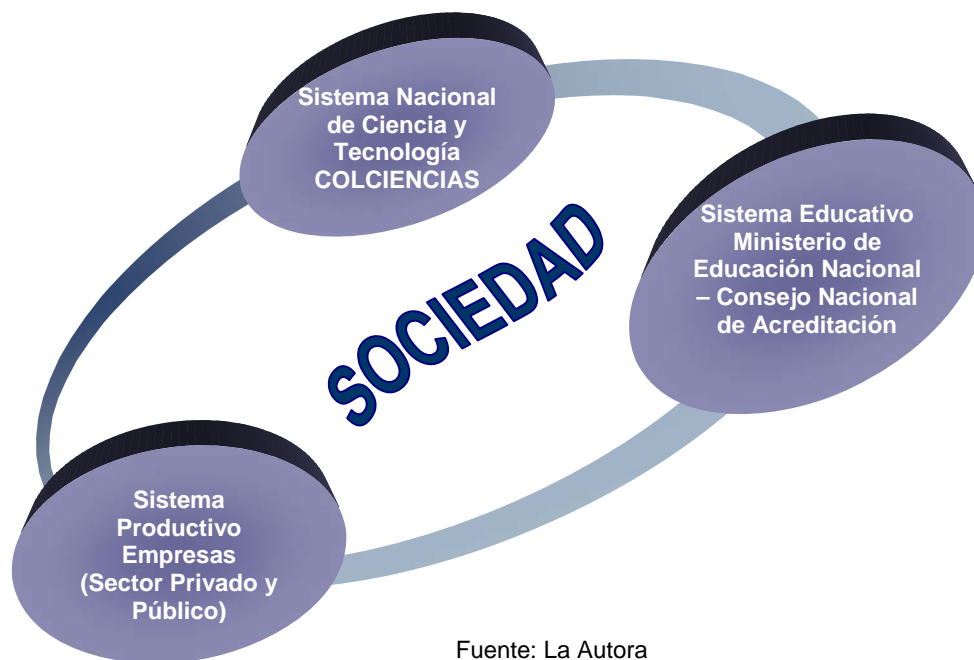 Sistema Nacional
de Ciencia y
Tecnología
COLCIENCIAS
Sistema Educativo
Ministerio de
Educación Nacional
– Consejo Nacional
de Acreditación
SOCIEDAD
Sistema
Productivo
Empresas
(Sector Privado y
Público)
Fuente: La Autora